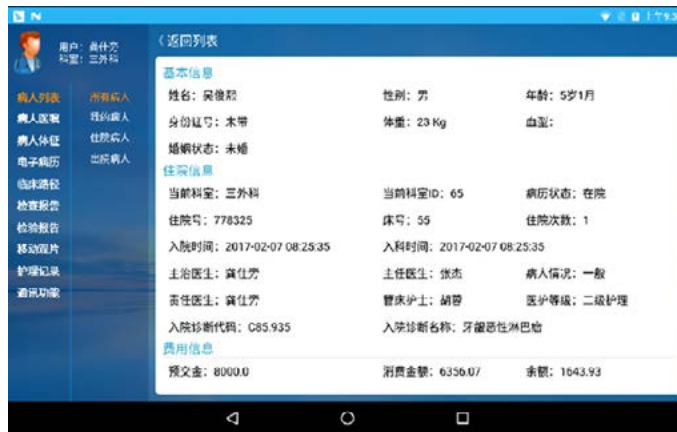 上午9:3
用户：龚仕芳
科室：三外科
〈返回列表
病人列表
病人医嘱
病人体征
电子病历
临床路径
检查报告
检验报告
移动阅片
护理记录
通讯功能
所有病人
我的病人
住院病人
出院病人
基本信息
姓名：吴俊熙 性别：男 年龄：5岁1月
身份证号：未带 体重：23 Kg 血型：
婚姻状态：未婚
住院信息
当前科室：三外科 当前科室ID：65 病历状态：在院
住院号：778325 床号：55 住院次数：1
入院时间：2017-02-07 08:25:35 入科时间：2017-02-07 08:25:35
主治医生：龚仕芳 主任医生：张杰 病人情况：一般
责任医生：龚仕芳 管床护士：胡蓉 医护等级：二级护理
入院诊断代码：C85.935 入院诊断名称：牙龈恶性淋巴瘤
费用信息
预交金：8000.0 消费金额：6356.07 余额：1643.93